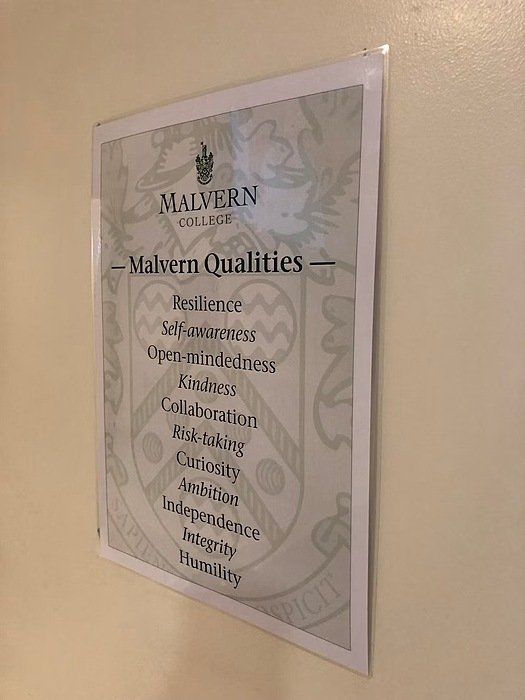 MALVERN
COLLEGE
— Malvern Qualities —
Resilience
Self-awareness
Open-mindedness
Kindness
Collaboration
Risk-taking
Curiosity
Ambition
Independence
Integrity
Humility